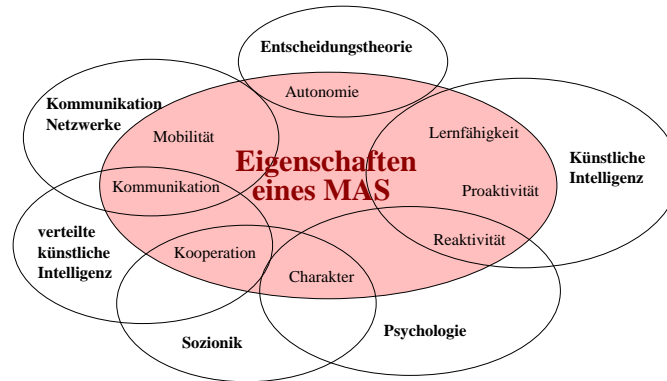 Entscheidungstheorie
Autonomie
Kommunikation
Netzwerke
Mobilität
Lernfähigkeit
Künstliche
Intelligenz
Eigenschaften
eines MAS
Kommunikation
Proaktivität
verteilte
künstliche
Intelligenz
Kooperation
Reaktivität
Charakter
Sozionik
Psychologie